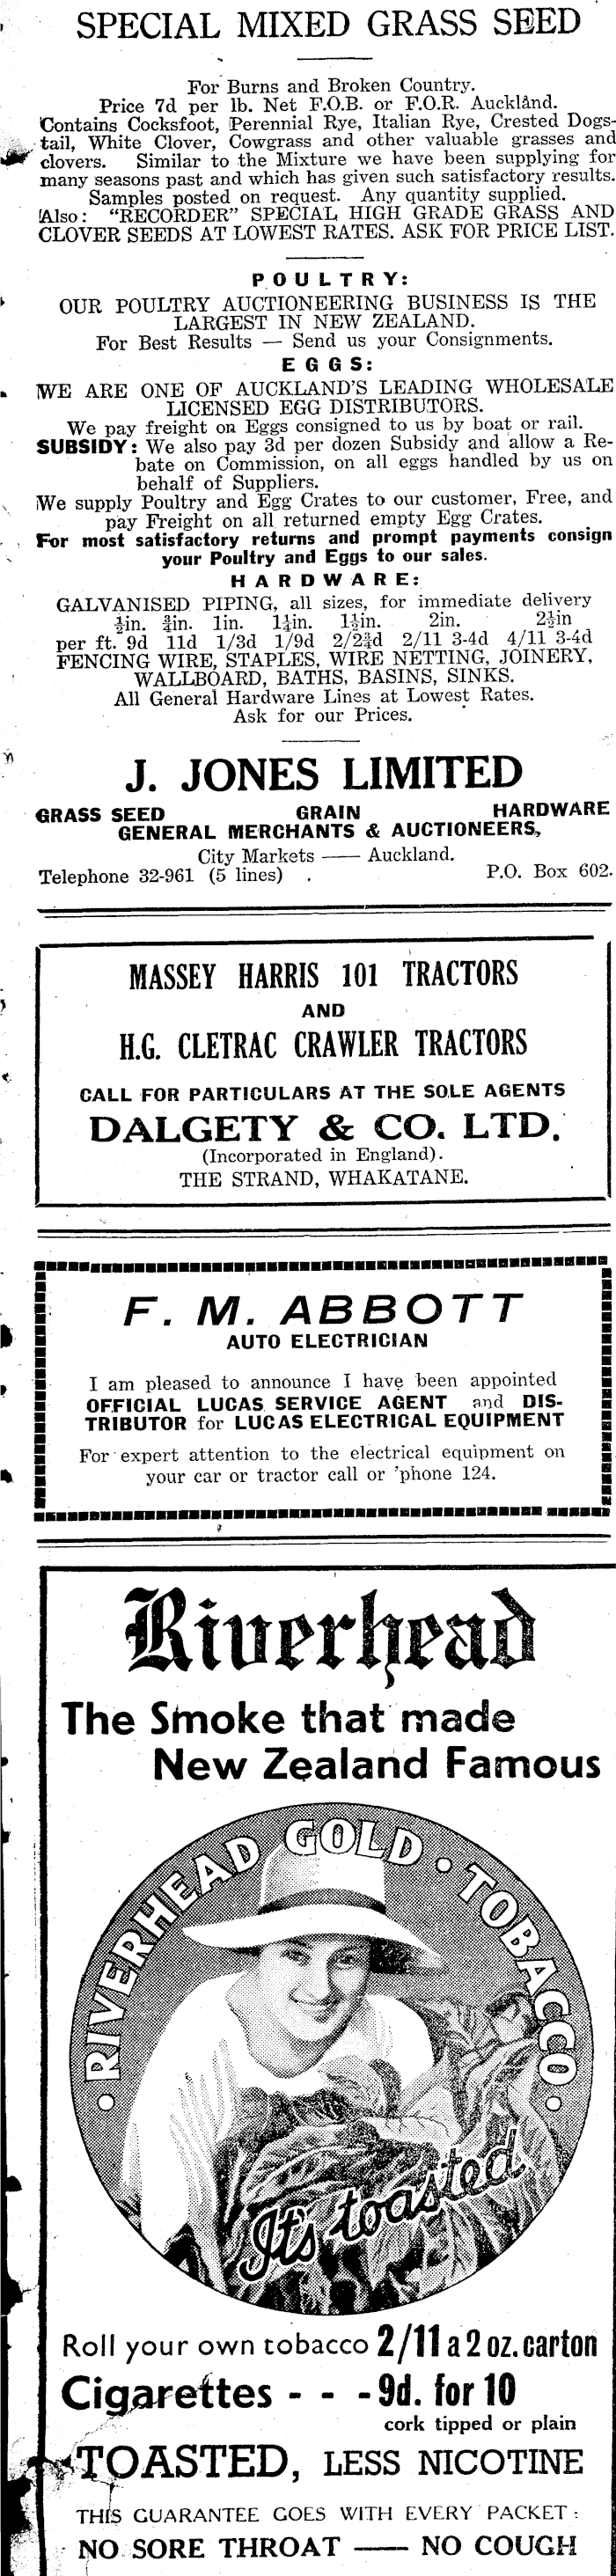 SPECIAL MIXED GRASS SEED
For Burns and Broken Country.
Price 7d per lb. Net F.O.B. or F.O.R. Auckland.
Contains Cocksfoot, Perennial Rye, Italian Rye, Crested Dogs-
tail, White Clover, Cowgrass and other valuable grasses and
clovers. Similar to the Mixture we have been supplying for
many seasons past and which has given such satisfactory results.
Samples posted on request. Any quantity supplied.
Also: "RECORDER" SPECIAL HIGH GRADE GRASS AND
CLOVER SEEDS AT LOWEST RATES. ASK FOR PRICE LIST.
POULTRY:
OUR POULTRY AUCTIONEERING BUSINESS IS THE
LARGEST IN NEW ZEALAND.
For Best Results — Send us your Consignments.
EGGS:
WE ARE ONE OF AUCKLAND'S LEADING WHOLESALE
LICENSED EGG DISTRIBUTORS.
We pay freight on Eggs consigned to us by boat or rail.
SUBSIDY: We also pay 3d per dozen Subsidy and allow a Re-
bate on Commission, on all eggs handled by us on
behalf of Suppliers.
We supply Poultry and Egg Crates to our customer, Free, and
pay Freight on all returned empty Egg Crates.
For most satisfactory returns and prompt payments consign
your Poultry and Eggs to our sales.
HARDWARE:
GALVANISED PIPING, all sizes, for immediate delivery
½in. ¾in. 1in. 1¼in. 1½in. 2in. 2½in
per ft. 9d 11d 1/3d 1/9d 2/2¾d 2/11 3-4d 4/11 3-4d
FENCING WIRE, STAPLES, WIRE NETTING, JOINERY,
WALLBOARD, BATHS, BASINS, SINKS.
All General Hardware Lines at Lowest Rates.
Ask for our Prices.
J. JONES LIMITED
GRASS SEED GRAIN HARDWARE
GENERAL MERCHANTS & AUCTIONEERS,
City Markets — Auckland.
Telephone 32-961 (5 lines) . P.O. Box 602.
MASSEY HARRIS 101 TRACTORS
AND
H.G. CLETRAC CRAWLER TRACTORS
CALL FOR PARTICULARS AT THE SOLE AGENTS
DALGETY & CO. LTD.
(Incorporated in England).
THE STRAND, WHAKATANE.
F. M. ABBOTT
AUTO ELECTRICIAN
I am pleased to announce I have been appointed
OFFICIAL LUCAS SERVICE AGENT and DIS-
TRIBUTOR for LUCAS ELECTRICAL EQUIPMENT
For expert attention to the electrical equipment on
your car or tractor call or 'phone 124.
Riverhead
The Smoke that made
New Zealand Famous
• RIVERHEAD GOLD • TOBACCO •
It's toasted
Roll your own tobacco 2/11 a 2 oz. carton
Cigarettes - - - 9d. for 10
cork tipped or plain
TOASTED, LESS NICOTINE
THIS GUARANTEE GOES WITH EVERY PACKET:
NO SORE THROAT — NO COUGH